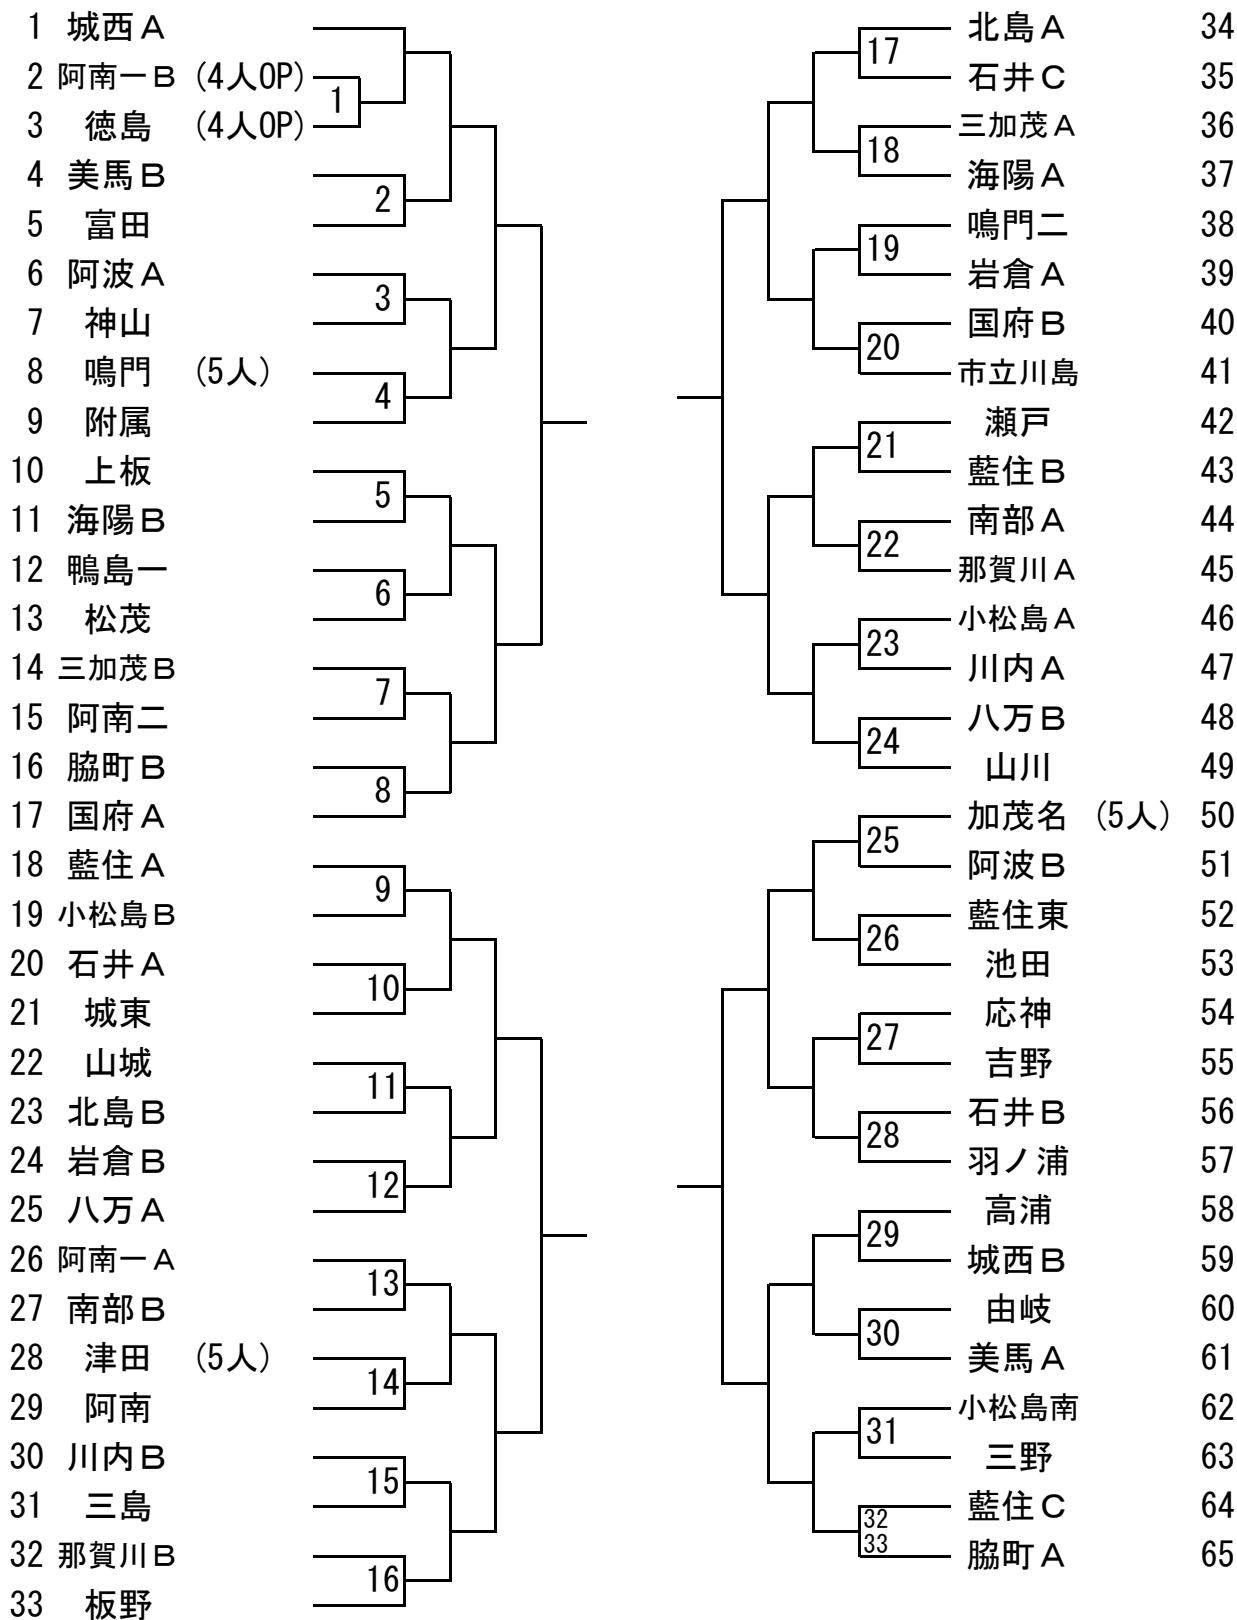 1 城西Ａ
2 阿南一Ｂ (4人OP)
1
3 徳島 (4人OP)
4 美馬Ｂ
2
5 富田
6 阿波Ａ
3
7 神山
8 鳴門 (5人)
4
9 附属
10 上板
5
11 海陽Ｂ
12 鴨島一
6
13 松茂
14 三加茂Ｂ
7
15 阿南二
16 脇町Ｂ
8
17 国府Ａ
18 藍住Ａ
9
19 小松島Ｂ
20 石井Ａ
10
21 城東
22 山城
11
23 北島Ｂ
24 岩倉Ｂ
12
25 八万Ａ
26 阿南一Ａ
13
27 南部Ｂ
28 津田 (5人)
14
29 阿南
30 川内Ｂ
15
31 三島
32 那賀川Ｂ
16
33 板野
北島Ａ 34
17
石井Ｃ 35
三加茂Ａ 36
18
海陽Ａ 37
鳴門二 38
19
岩倉Ａ 39
国府Ｂ 40
20
市立川島 41
瀬戸 42
21
藍住Ｂ 43
南部Ａ 44
22
那賀川Ａ 45
小松島Ａ 46
23
川内Ａ 47
八万Ｂ 48
24
山川 49
加茂名 (5人) 50
25
阿波Ｂ 51
藍住東 52
26
池田 53
応神 54
27
吉野 55
石井Ｂ 56
28
羽ノ浦 57
高浦 58
29
城西Ｂ 59
由岐 60
30
美馬Ａ 61
小松島南 62
31
三野 63
藍住Ｃ 64
32
33
脇町Ａ 65